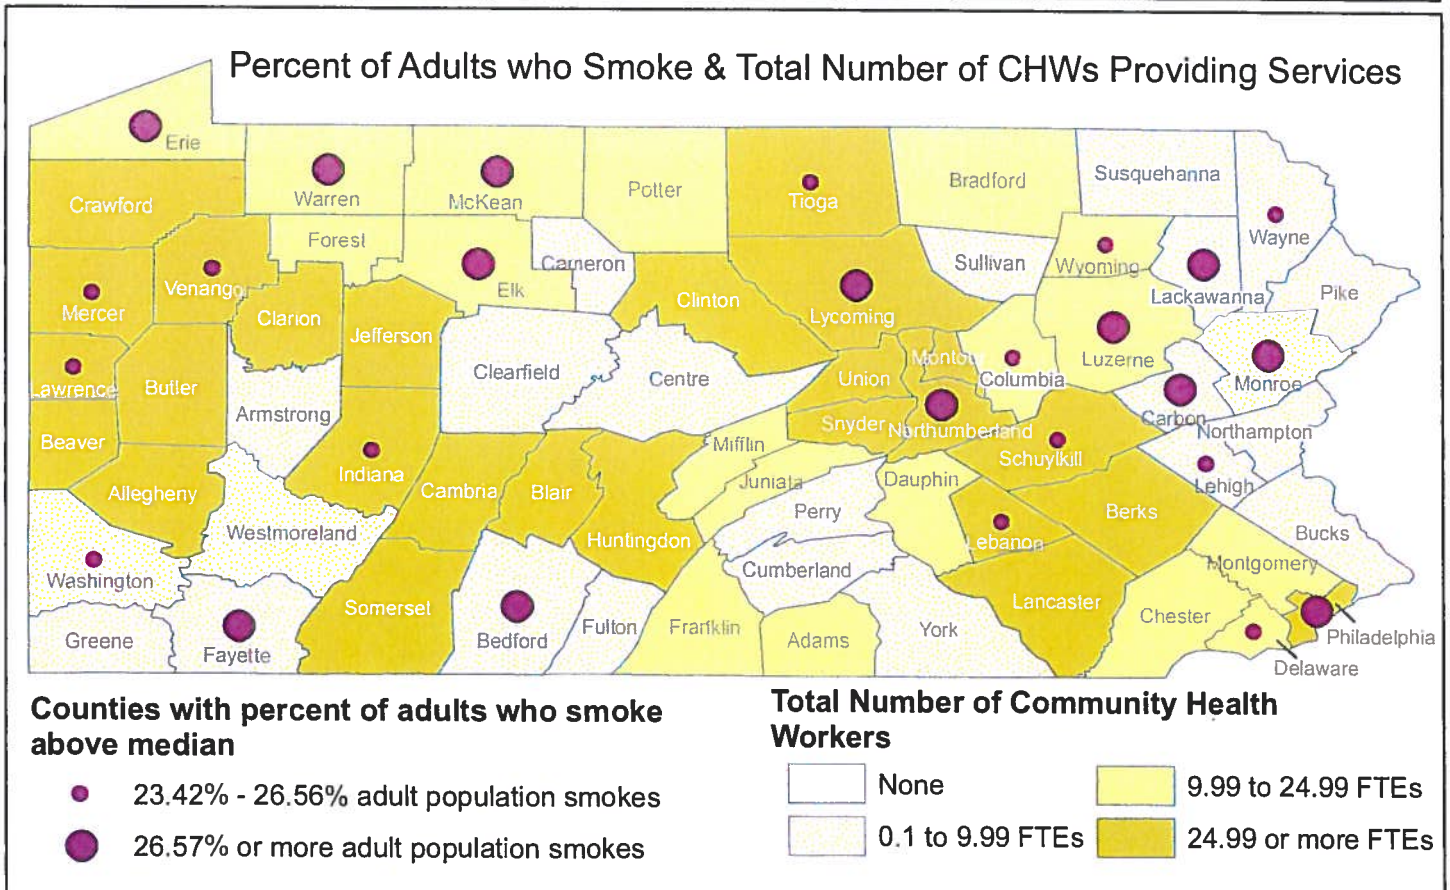 Percent of Adults who Smoke & Total Number of CHWs Providing Services
Erie
Warren
McKean
Potter
Tioga
Bradford
Susquehanna
Wayne
Crawford
Forest
Elk
Cameron
Sullivan
Wyoming
Lackawanna
Pike
Mercer
Venango
Clarion
Jefferson
Clinton
Lycoming
Luzerne
Monroe
Lawrence
Butler
Armstrong
Clearfield
Centre
Union
Montour
Columbia
Carbon
Northampton
Beaver
Indiana
Mifflin
Snyder
Northumberland
Schuylkill
Lehigh
Allegheny
Cambria
Blair
Juniata
Dauphin
Berks
Bucks
Westmoreland
Huntingdon
Perry
Lebanon
Montgomery
Washington
Somerset
Cumberland
Lancaster
Chester
Philadelphia
Greene
Fayette
Bedford
Fulton
Franklin
Adams
York
Delaware
Counties with percent of adults who smoke
above median
23.42% - 26.56% adult population smokes
26.57% or more adult population smokes
Total Number of Community Health
Workers
None
0.1 to 9.99 FTEs
9.99 to 24.99 FTEs
24.99 or more FTEs